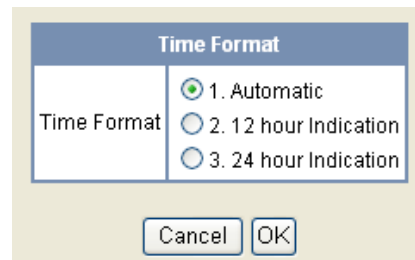 Time Format
Time Format
1. Automatic
2. 12 hour Indication
3. 24 hour Indication
Cancel OK